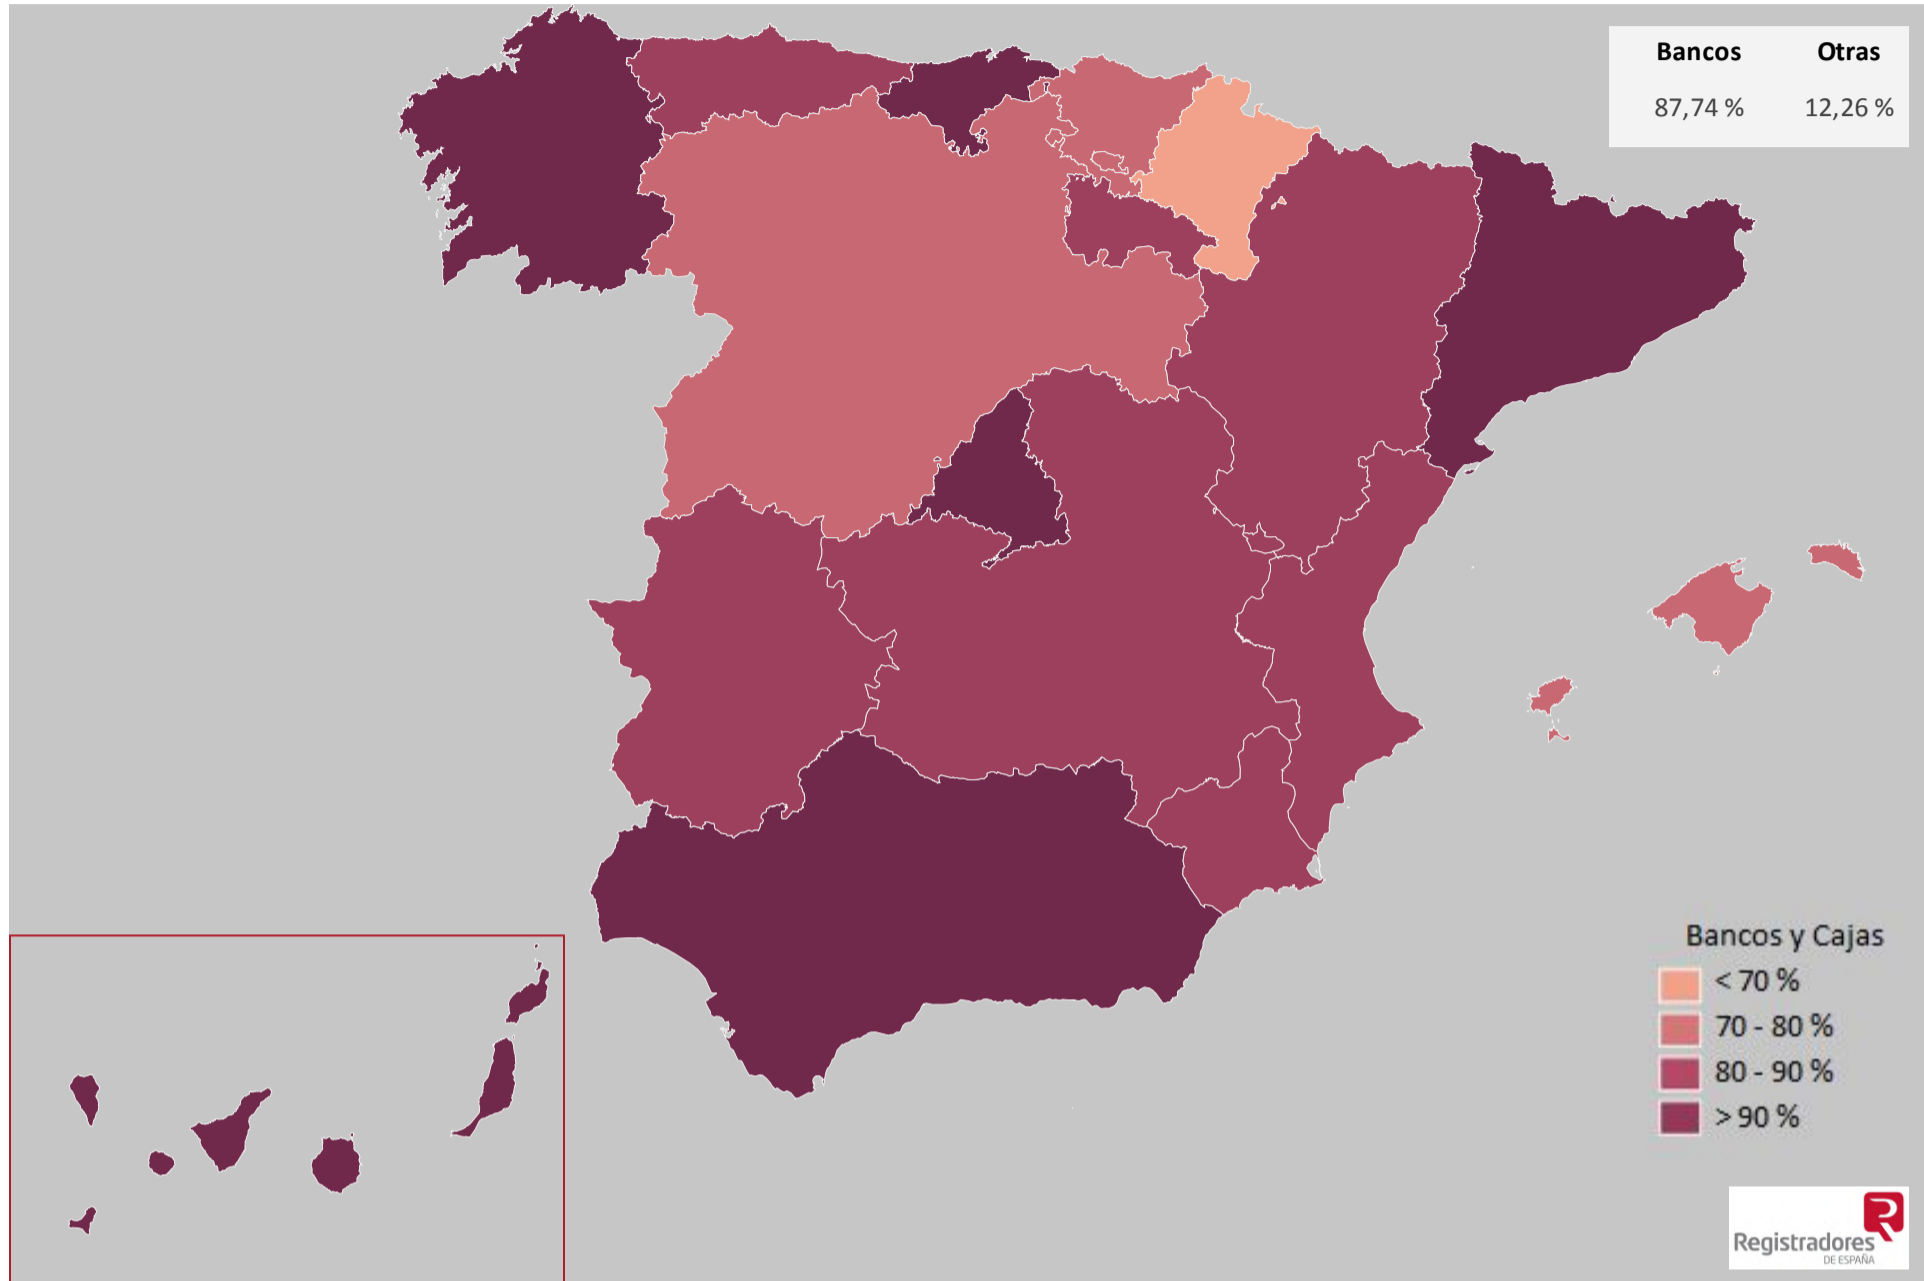 Bancos Otras
87,74 % 12,26 %
Bancos y Cajas
< 70 %
70 - 80 %
80 - 90 %
> 90 %
Registradores
DE ESPAÑA